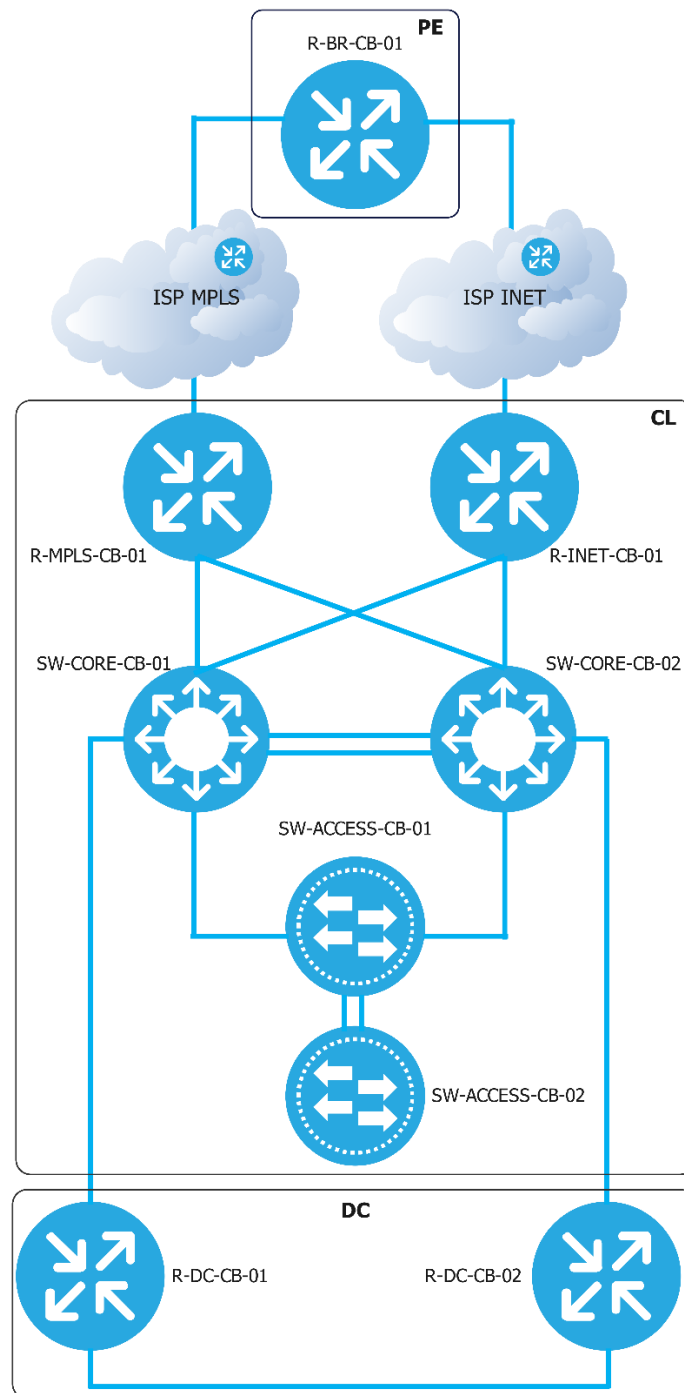 PE
R-BR-CB-01
ISP MPLS
ISP INET
CL
R-MPLS-CB-01
R-INET-CB-01
SW-CORE-CB-01
SW-CORE-CB-02
SW-ACCESS-CB-01
SW-ACCESS-CB-02
DC
R-DC-CB-01
R-DC-CB-02